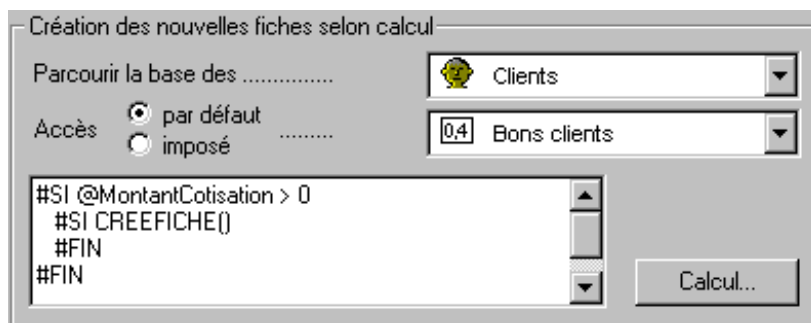 Création des nouvelles fiches selon calcul
Parcourir la base des ............... Clients
Accès par défaut
imposé ......... 0,4 Bons clients
#SI @MontantCotisation > 0
#SI CREEFICHE()
#FIN
#FIN
Calcul...